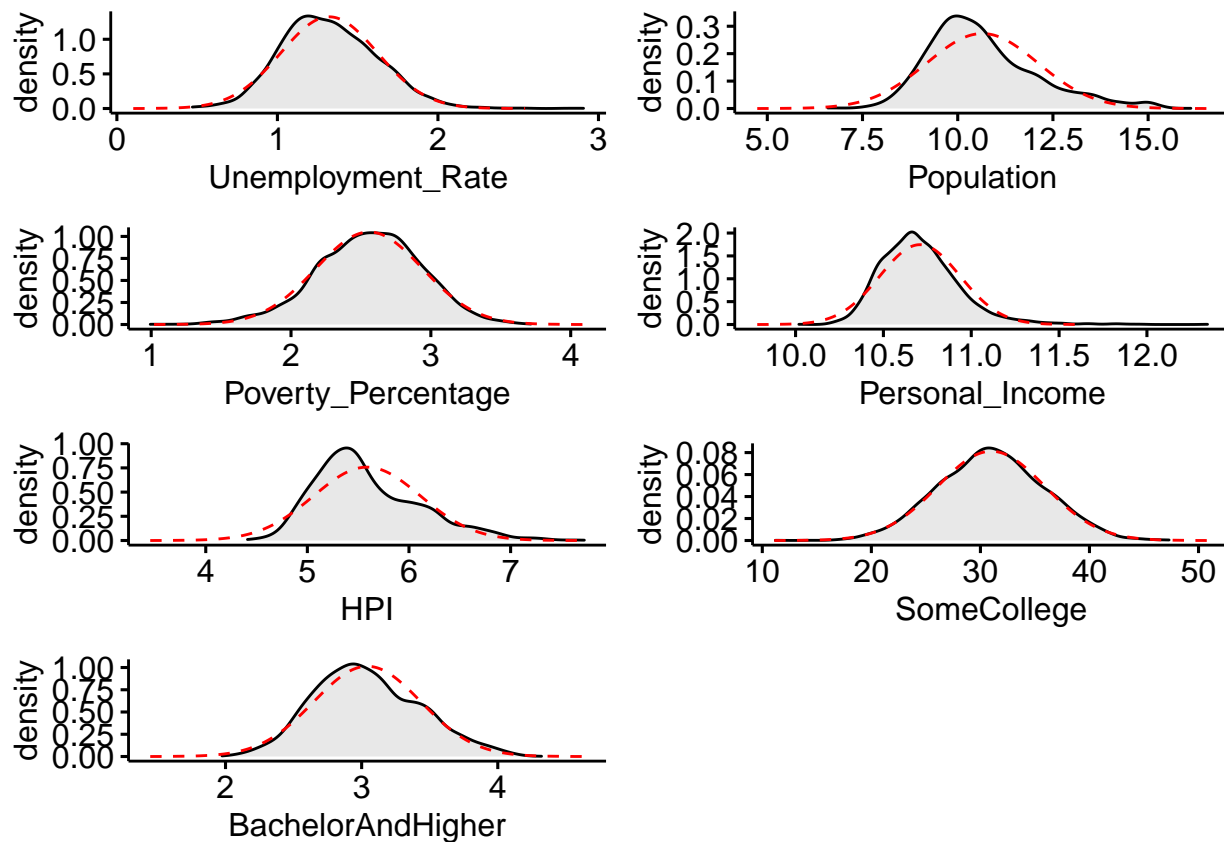 density
1.0
0.5
0.0
0 1 2 3
Unemployment_Rate
density
0.3
0.2
0.1
0.0
5.0 7.5 10.0 12.5 15.0
Population
density
1.00
0.75
0.50
0.25
0.00
1 2 3 4
Poverty_Percentage
density
2.0
1.5
1.0
0.5
0.0
10.0 10.5 11.0 11.5 12.0
Personal_Income
density
1.00
0.75
0.50
0.25
0.00
4 5 6 7
HPI
density
0.08
0.06
0.04
0.02
0.00
10 20 30 40 50
SomeCollege
density
1.00
0.75
0.50
0.25
0.00
2 3 4
BachelorAndHigher